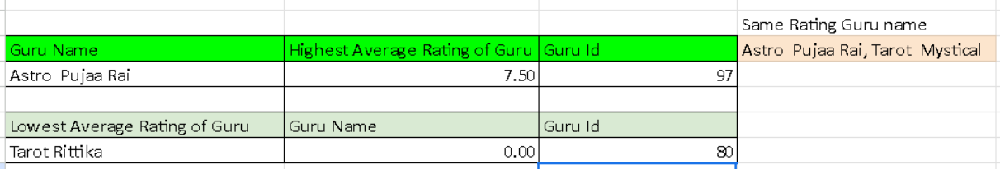 Same Rating Guru name
Guru Name Highest Average Rating of Guru Guru Id Astro Pujaa Rai, Tarot Mystical
Astro Pujaa Rai 7.50 97
Lowest Average Rating of Guru Guru Name Guru Id
Tarot Rittika 0.00 80